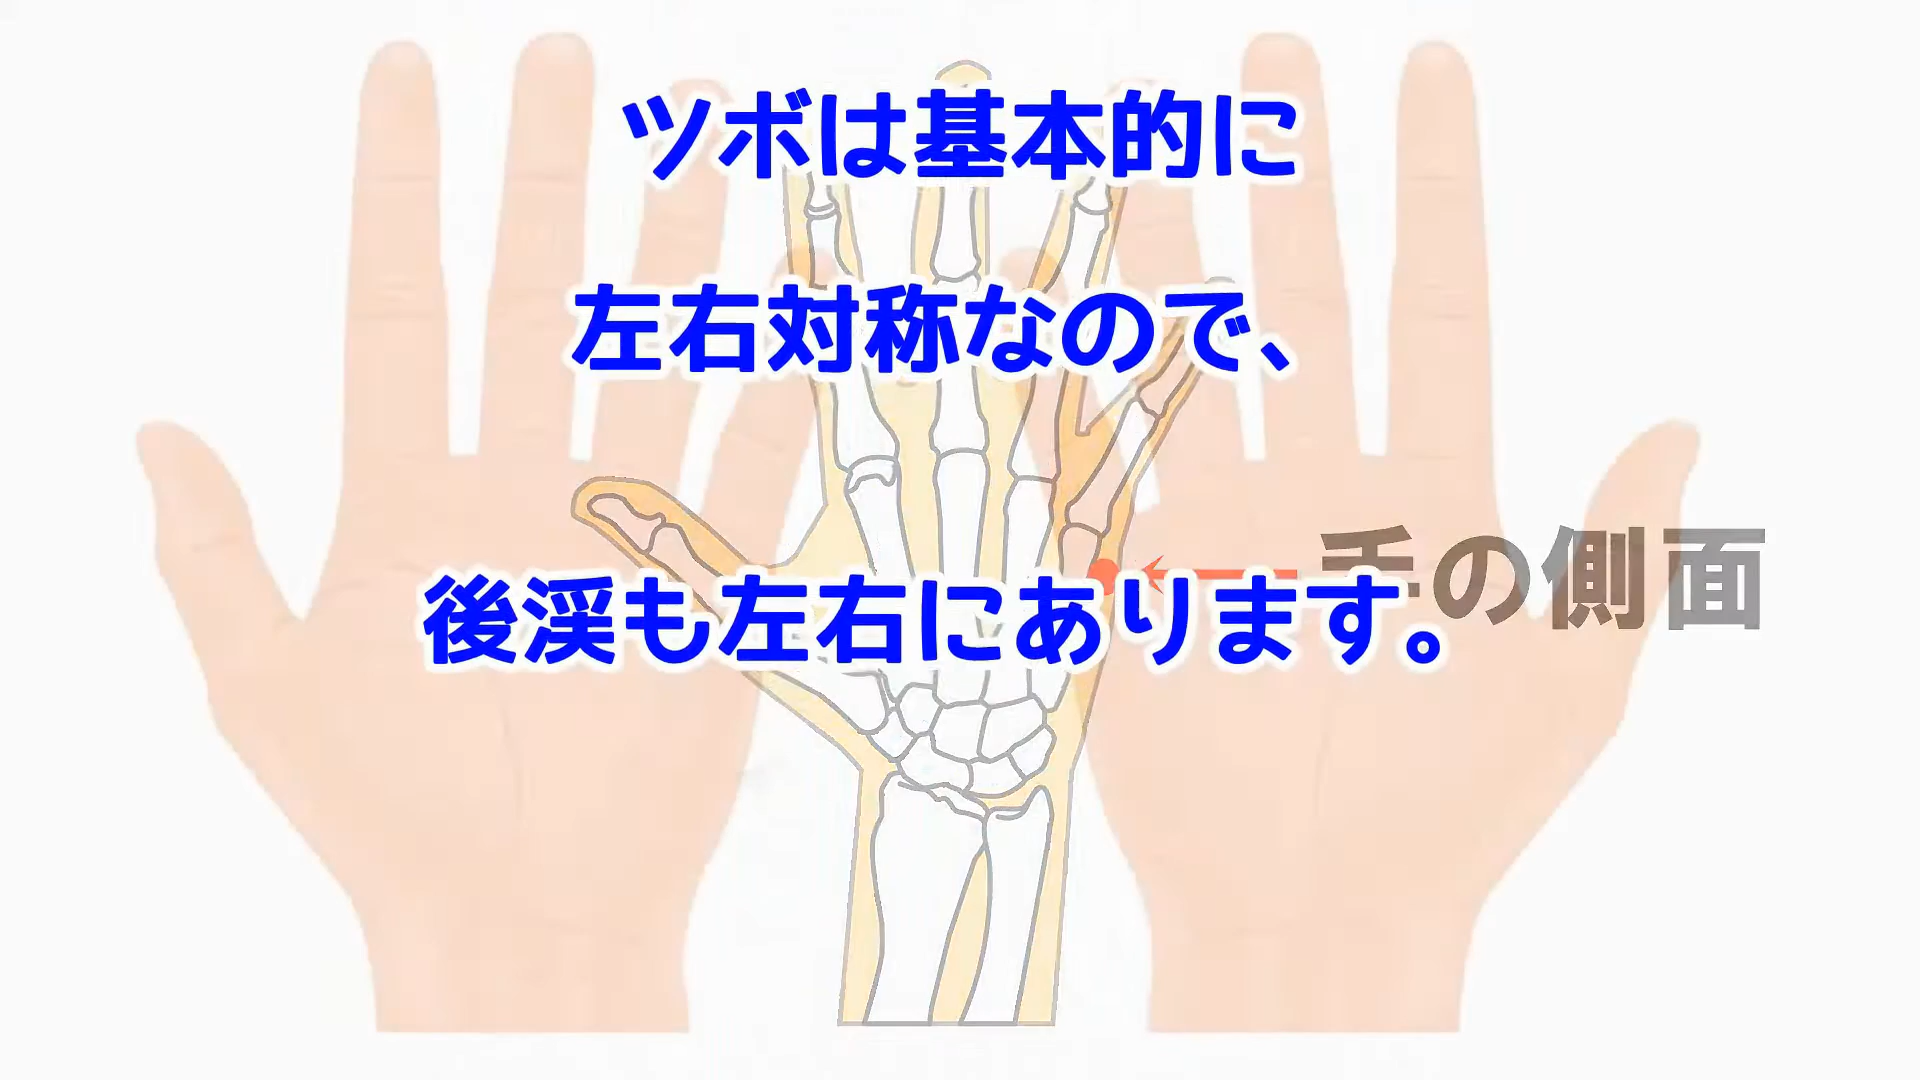 ツボは基本的に
左右対称なので、
後渓も左右にあります。
手の側面